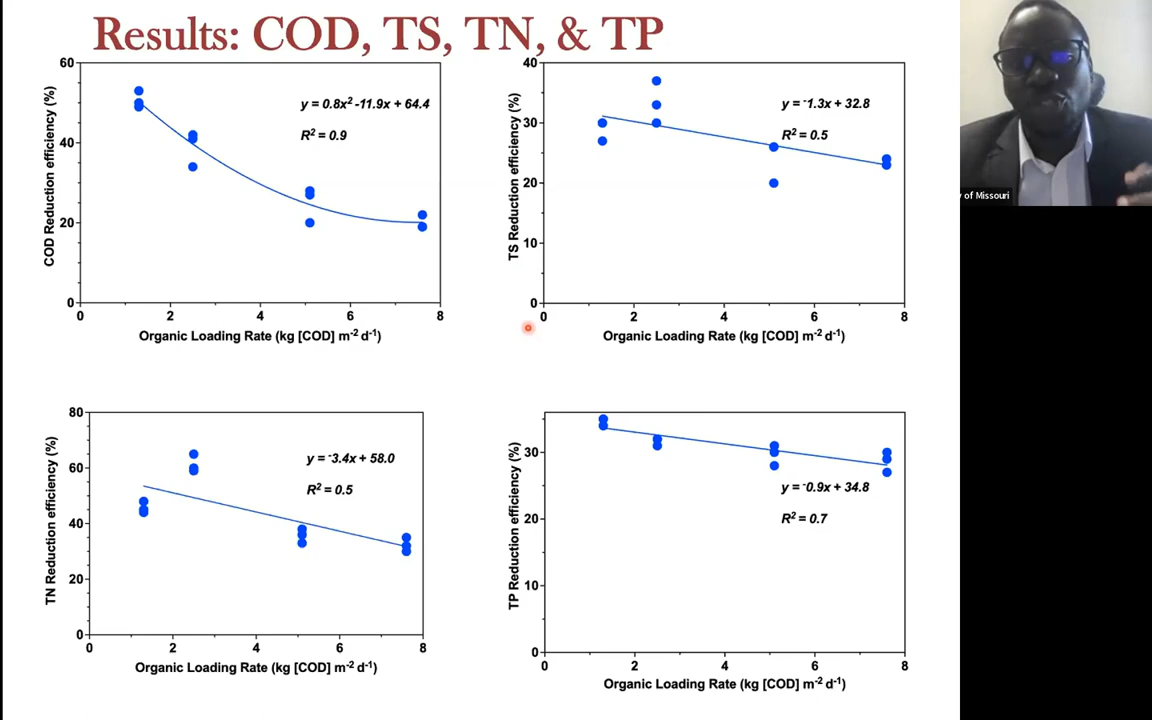 Results: COD, TS, TN, & TP
60
40
20
0
0 2 4 6 8
COD Reduction efficiency (%)
y = 0.8x² -11.9x + 64.4
R² = 0.9
Organic Loading Rate (kg [COD] m⁻² d⁻¹)
40
30
20
10
0
0 2 4 6 8
TS Reduction efficiency (%)
y = ⁻1.3x + 32.8
R² = 0.5
Organic Loading Rate (kg [COD] m⁻² d⁻¹)
y of Missouri
80
60
40
20
0
0 2 4 6 8
TN Reduction efficiency (%)
y = ⁻3.4x + 58.0
R² = 0.5
Organic Loading Rate (kg [COD] m⁻² d⁻¹)
30
20
10
0
0 2 4 6 8
TP Reduction efficiency (%)
y = ⁻0.9x + 34.8
R² = 0.7
Organic Loading Rate (kg [COD] m⁻² d⁻¹)